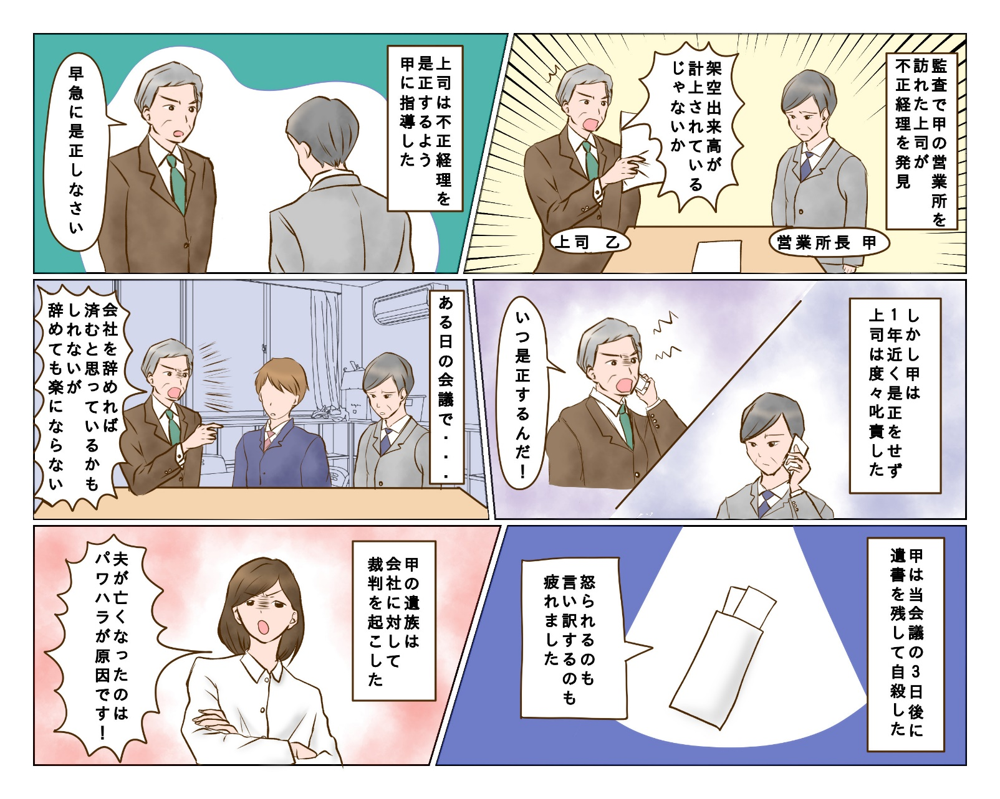 監査で甲の営業所を
訪れた上司が
不正経理を発見
架空出来高が
計上されている
じゃないか
上司 乙
営業所長 甲
上司は不正経理を
是正するよう
甲に指導した
早急に是正しなさい
しかし甲は
1年近く是正をせず
上司は度々叱責した
いつ是正するんだ！
ある日の会議で・・・
会社を辞めれば
済むと思っているかも
しれないが
辞めても楽にならない
甲は当会議の3日後に
遺書を残して自殺した
怒られるのも
言い訳するのも
疲れました
甲の遺族は
会社に対して
裁判を起こした
夫が亡くなったのは
パワハラが原因です！